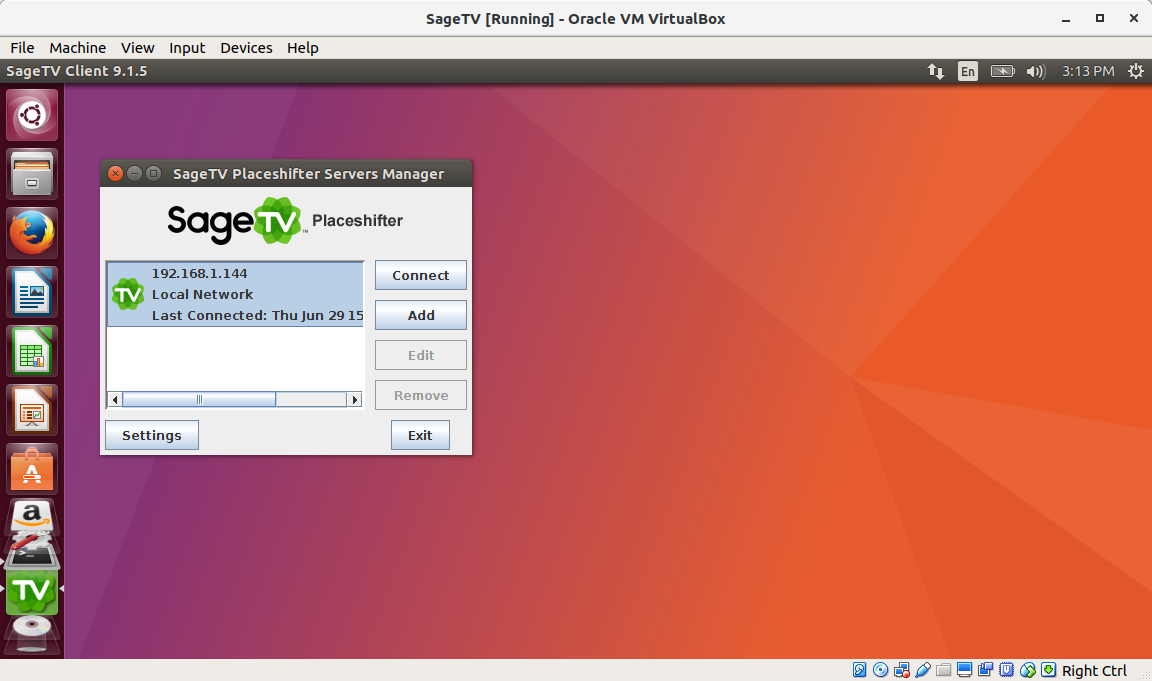 SageTV [Running] - Oracle VM VirtualBox
File Machine View Input Devices Help
SageTV Client 9.1.5
En
3:13 PM
SageTV Placeshifter Servers Manager
SageTV™ Placeshifter
192.168.1.144
TV
Local Network
Last Connected: Thu Jun 29 15
Connect
Add
Edit
Remove
Settings
Exit
a
TV
Right Ctrl